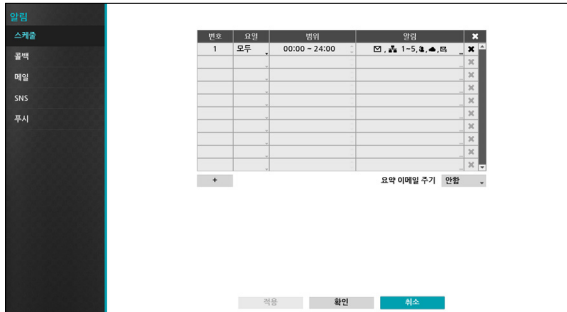 알림
스케줄
콜백
메일
SNS
푸시
번호 요일 범위 알림 ✖
1 모두 00:00 ~ 24:00 , 1~5, , , ✖
+ 요약 이메일 주기 안함
적용 확인 취소